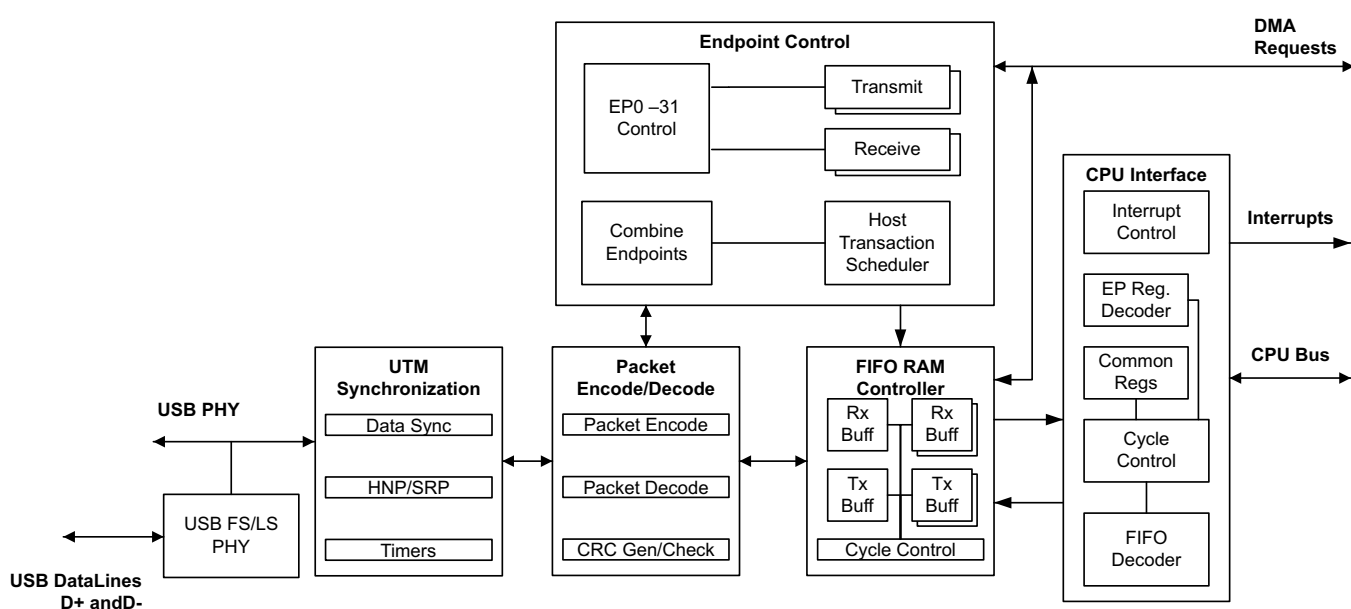 Endpoint Control
DMA
Requests
EP0 –31
Control
Transmit
Receive
Combine
Endpoints
Host
Transaction
Scheduler
CPU Interface
Interrupt
Control
Interrupts
EP Reg.
Decoder
Common
Regs
CPU Bus
Cycle
Control
FIFO
Decoder
UTM
Synchronization
Data Sync
HNP/SRP
Timers
Packet
Encode/Decode
Packet Encode
Packet Decode
CRC Gen/Check
FIFO RAM
Controller
Rx
Buff
Rx
Buff
Tx
Buff
Tx
Buff
Cycle Control
USB PHY
USB FS/LS
PHY
USB DataLines
D+ andD-